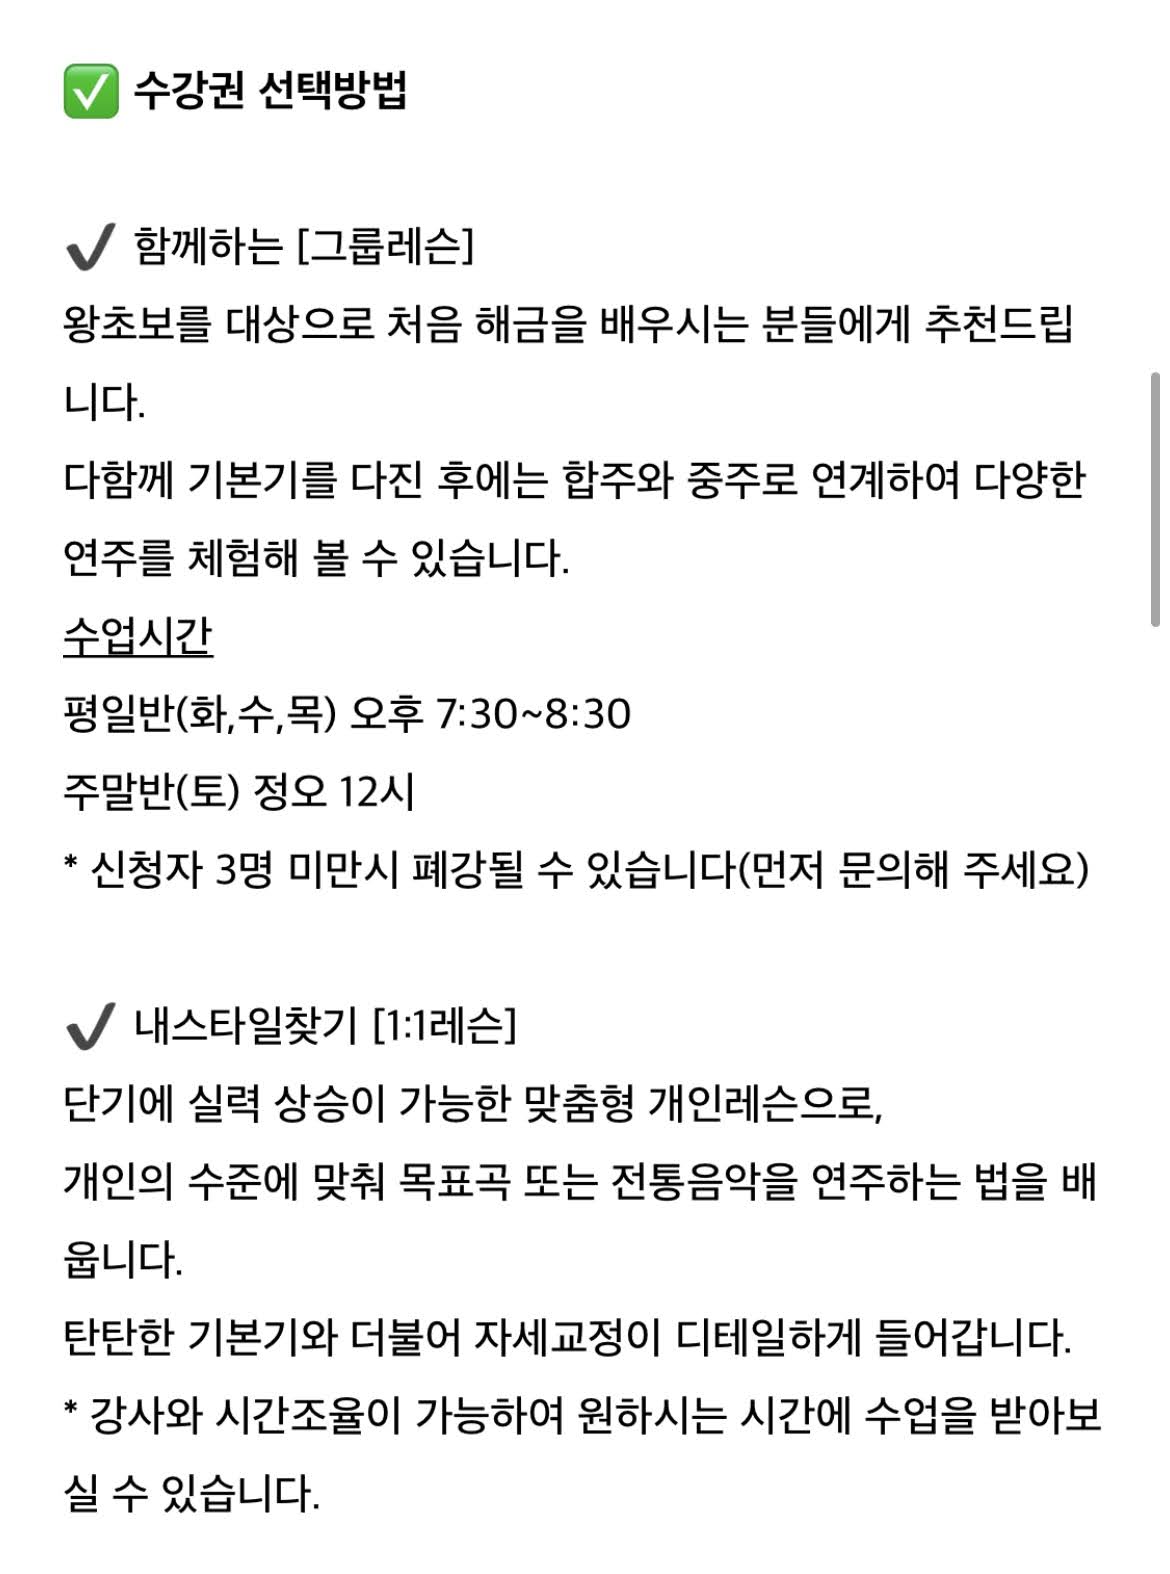 ✅ 수강권 선택방법
✔ 함께하는 [그룹레슨]
왕초보를 대상으로 처음 해금을 배우시는 분들에게 추천드립
니다.
다함께 기본기를 다진 후에는 합주와 중주로 연계하여 다양한
연주를 체험해 볼 수 있습니다.
수업시간
평일반(화,수,목) 오후 7:30~8:30
주말반(토) 정오 12시
* 신청자 3명 미만시 폐강될 수 있습니다(먼저 문의해 주세요)
✔ 내스타일찾기 [1:1레슨]
단기에 실력 상승이 가능한 맞춤형 개인레슨으로,
개인의 수준에 맞춰 목표곡 또는 전통음악을 연주하는 법을 배
웁니다.
탄탄한 기본기와 더불어 자세교정이 디테일하게 들어갑니다.
* 강사와 시간조율이 가능하여 원하시는 시간에 수업을 받아보
실 수 있습니다.